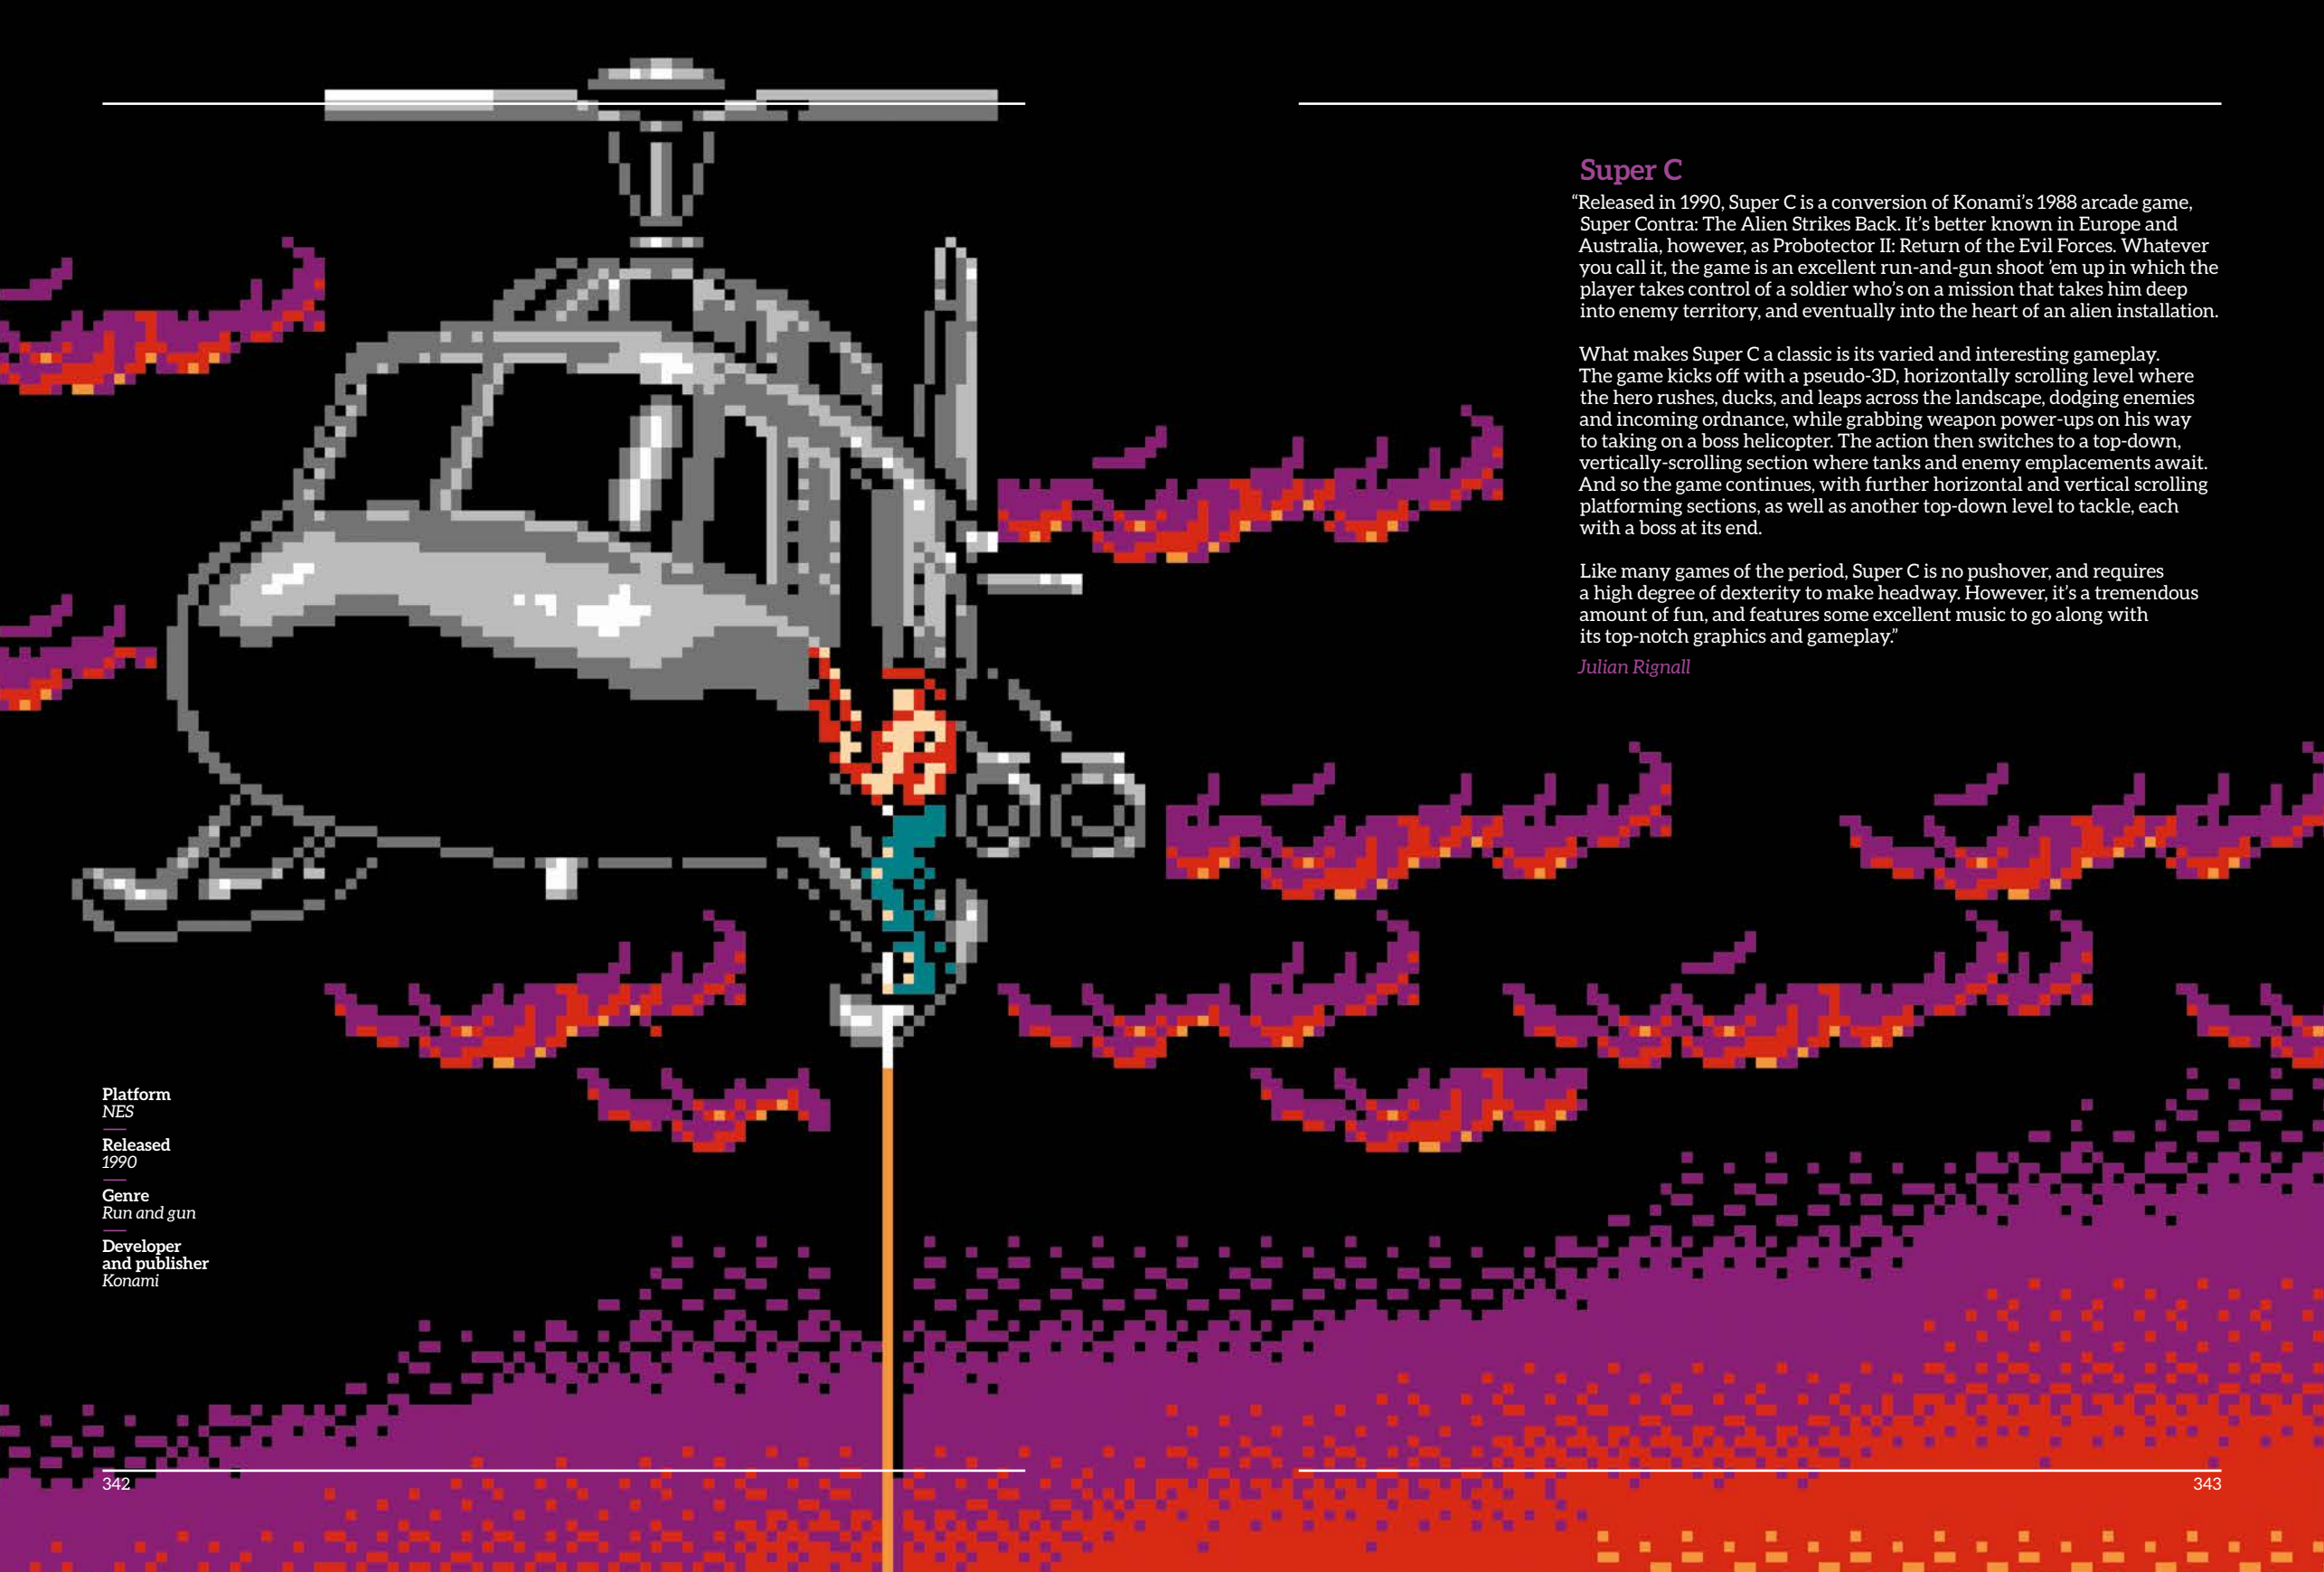 Super C
“Released in 1990, Super C is a conversion of Konami’s 1988 arcade game,
Super Contra: The Alien Strikes Back. It’s better known in Europe and
Australia, however, as Probotector II: Return of the Evil Forces. Whatever
you call it, the game is an excellent run-and-gun shoot ’em up in which the
player takes control of a soldier who’s on a mission that takes him deep
into enemy territory, and eventually into the heart of an alien installation.
What makes Super C a classic is its varied and interesting gameplay.
The game kicks off with a pseudo-3D, horizontally scrolling level where
the hero rushes, ducks, and leaps across the landscape, dodging enemies
and incoming ordnance, while grabbing weapon power-ups on his way
to taking on a boss helicopter. The action then switches to a top-down,
vertically-scrolling section where tanks and enemy emplacements await.
And so the game continues, with further horizontal and vertical scrolling
platforming sections, as well as another top-down level to tackle, each
with a boss at its end.
Like many games of the period, Super C is no pushover, and requires
a high degree of dexterity to make headway. However, it’s a tremendous
amount of fun, and features some excellent music to go along with
its top-notch graphics and gameplay.”
Julian Rignall
Platform
NES
Released
1990
Genre
Run and gun
Developer
and publisher
Konami
342
343